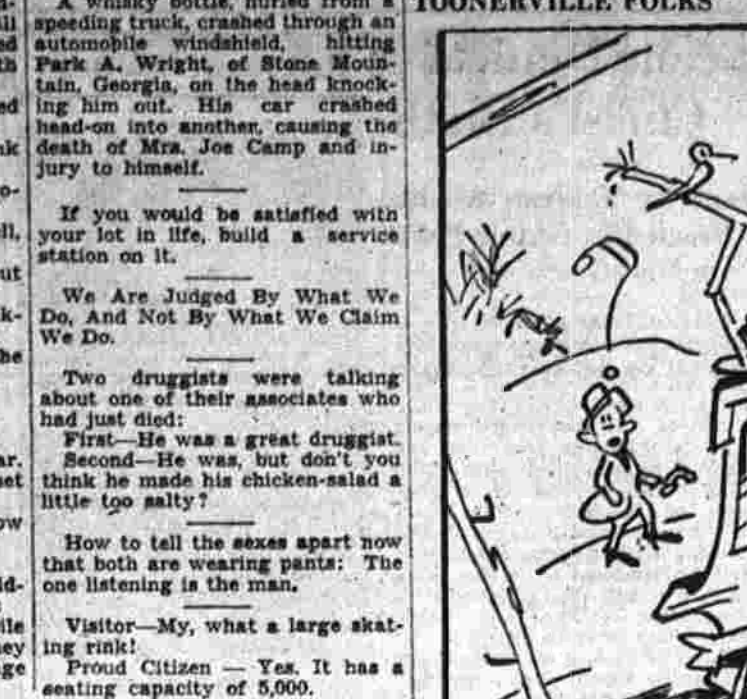 A whisky bottle, hurled from a
speeding truck, crashed through an
automobile windshield, hitting
Park A. Wright, of Stone Moun-
tain, Georgia, on the head knock-
ing him out. His car crashed
head-on into another, causing the
death of Mrs. Joe Camp and in-
jury to himself.
If you would be satisfied with
your lot in life, build a service
station on it.
We Are Judged By What We
Do, And Not By What We Claim
We Do.
Two druggists were talking
about one of their associates who
had just died:
First—He was a great druggist.
Second—He was, but don't you
think he made his chicken-salad a
little too salty?
How to tell the sexes apart now
that both are wearing pants: The
one listening is the man.
Visitor—My, what a large skat-
ing rink!
Proud Citizen — Yes. It has a
seating capacity of 5,000.
TOONERVILLE FOLKS